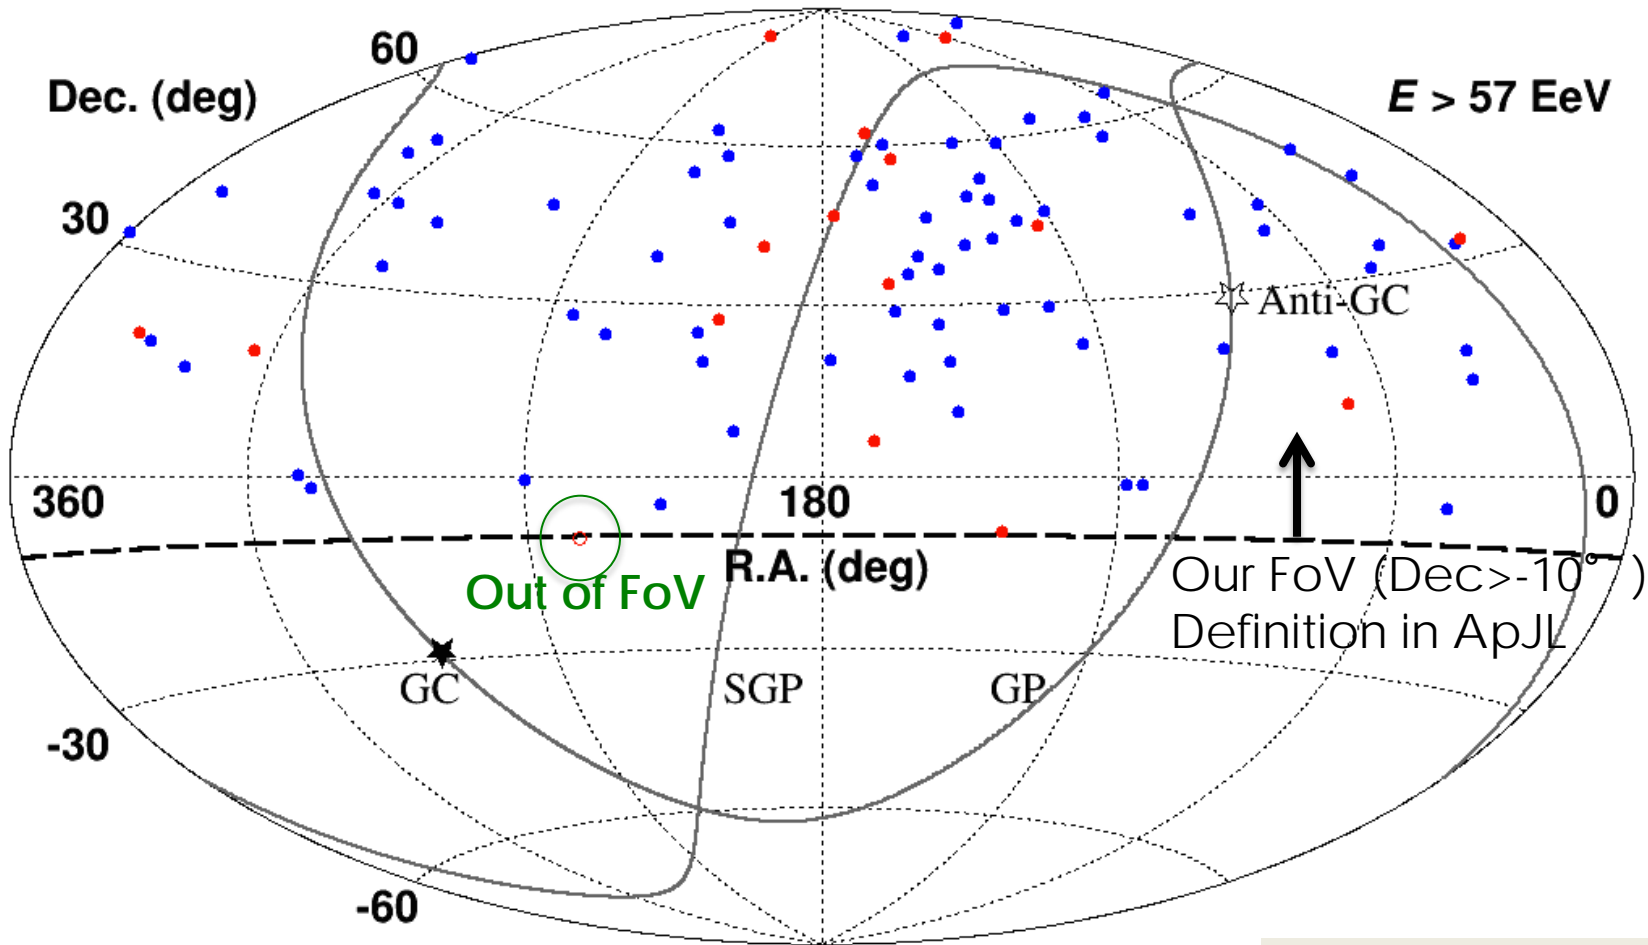 60
Dec. (deg)
E > 57 EeV
30
Anti-GC
360
180
0
R.A. (deg)
Our FoV (Dec>-10° )
Out of FoV
Definition in ApJL
GC
SGP
GP
-30
-60